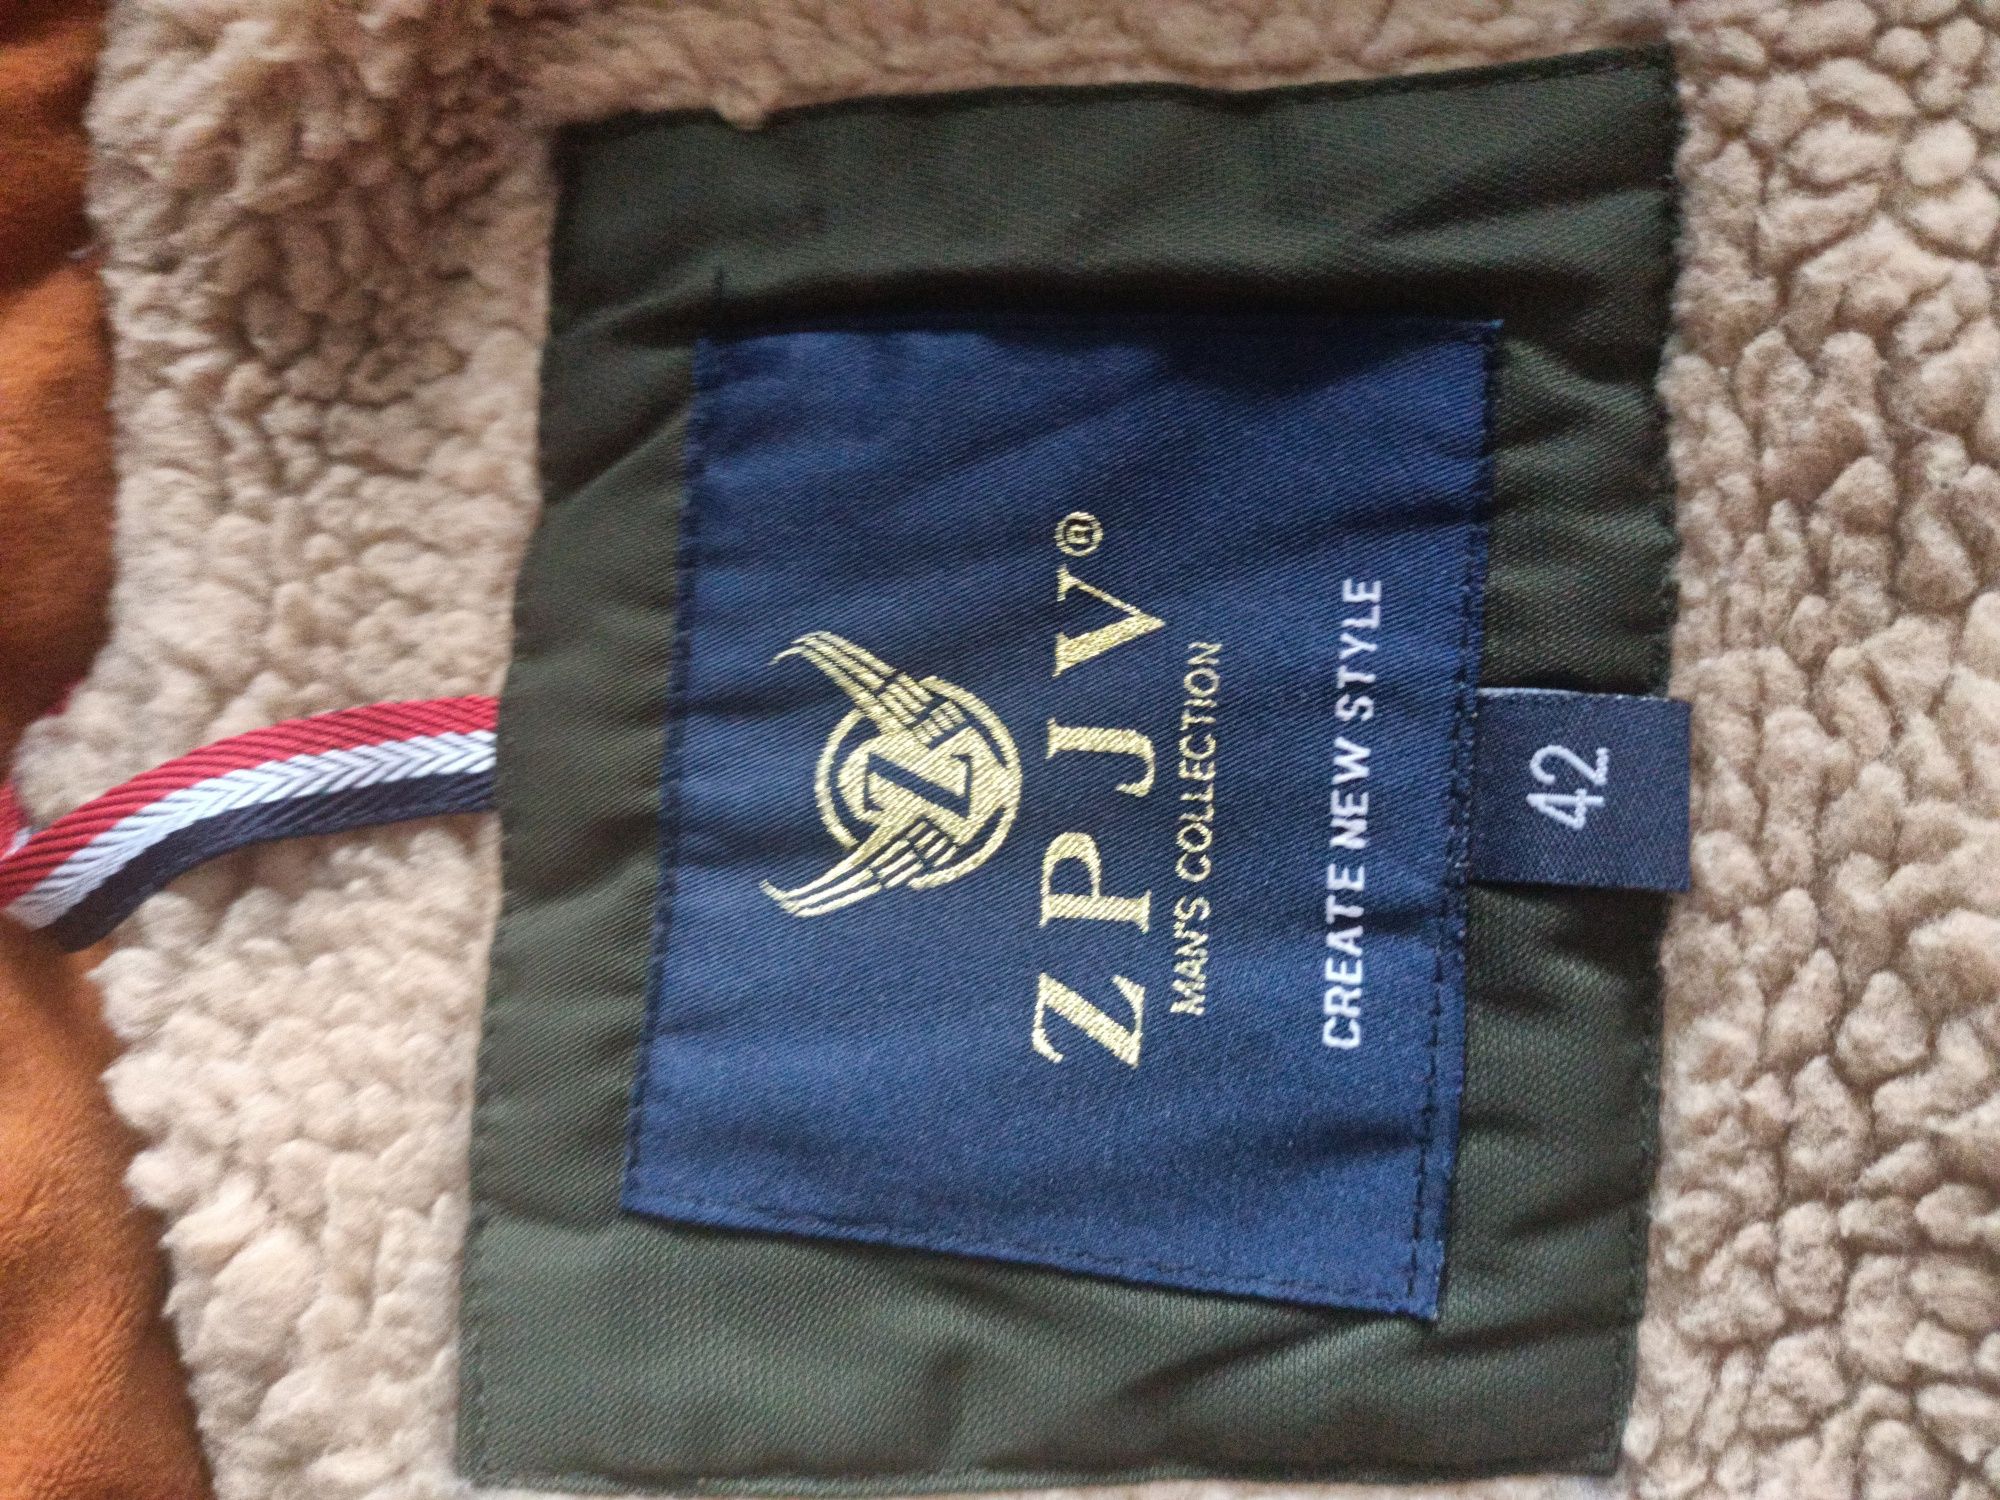 Z
ZPJV®
MAN'S COLLECTION
CREATE NEW STYLE
42